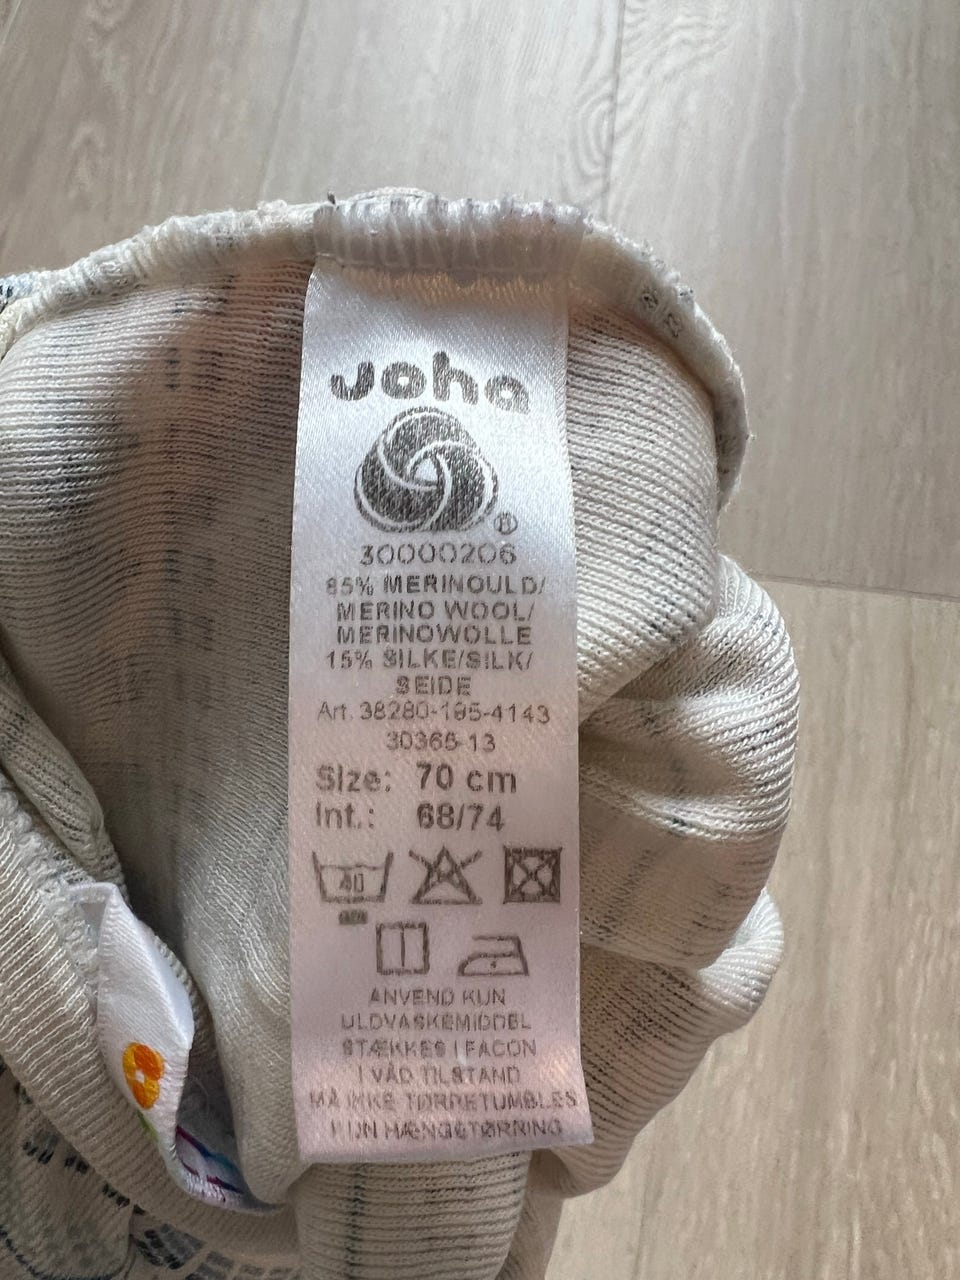 Joha
®
30000206
85% MERINOULD/
MERINO WOOL/
MERINOWOLLE
15% SILKE/SILK/
SEIDE
Art. 38280-195-4143
30365-13
Size: 70 cm
Int.: 68/74
40
ANVEND KUN
ULDVASKEMIDDEL
STÆKKES I FACON
I VÅD TILSTAND
MÅ IKKE TØRRETUMBLES
KUN HÆNGETØRRING